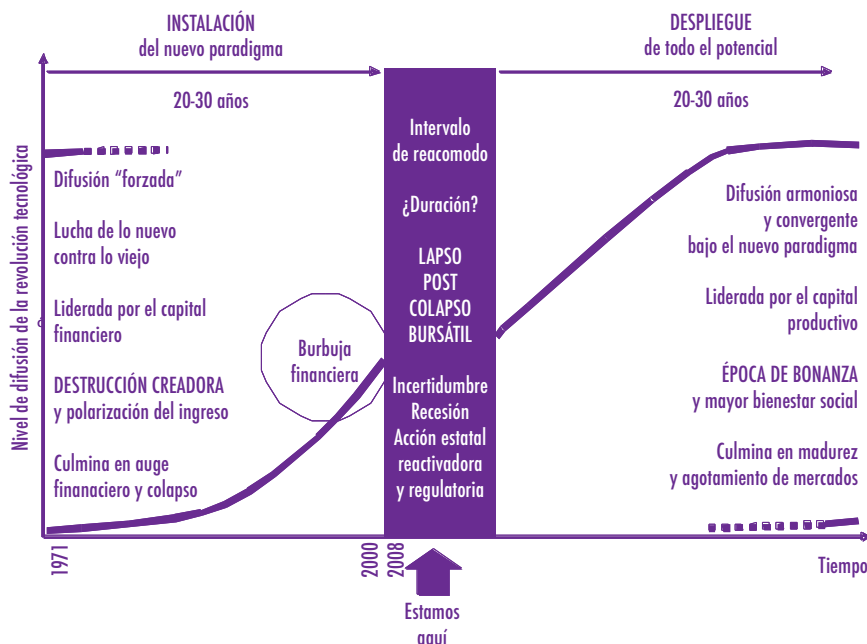 INSTALACIÓN
del nuevo paradigma
20-30 años
DESPLIEGUE
de todo el potencial
20-30 años
Nivel de difusión de la revolución tecnológica
Difusión “forzada”
Lucha de lo nuevo
contra lo viejo
Liderada por el capital
financiero
DESTRUCCIÓN CREADORA
y polarización del ingreso
Culmina en auge
finanaciero y colapso
Burbuja
financiera
Intervalo
de reacomodo
¿Duración?
LAPSO
POST
COLAPSO
BURSÁTIL
Incertidumbre
Recesión
Acción estatal
reactivadora
y regulatoria
Difusión armoniosa
y convergente
bajo el nuevo paradigma
Liderada por el capital
productivo
ÉPOCA DE BONANZA
y mayor bienestar social
Culmina en madurez
y agotamiento de mercados
1971
2000
2008
Tiempo
Estamos
aquí